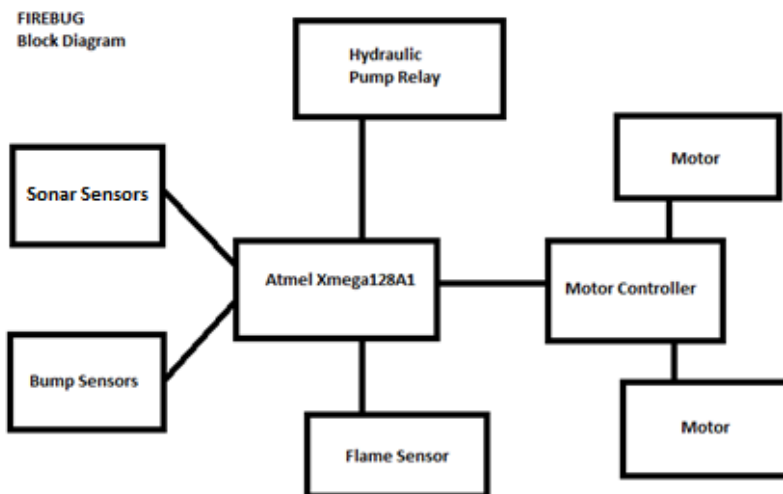 FIREBUG
Block Diagram
Hydraulic
Pump Relay
Motor
Sonar Sensors
Atmel Xmega128A1
Motor Controller
Bump Sensors
Motor
Flame Sensor